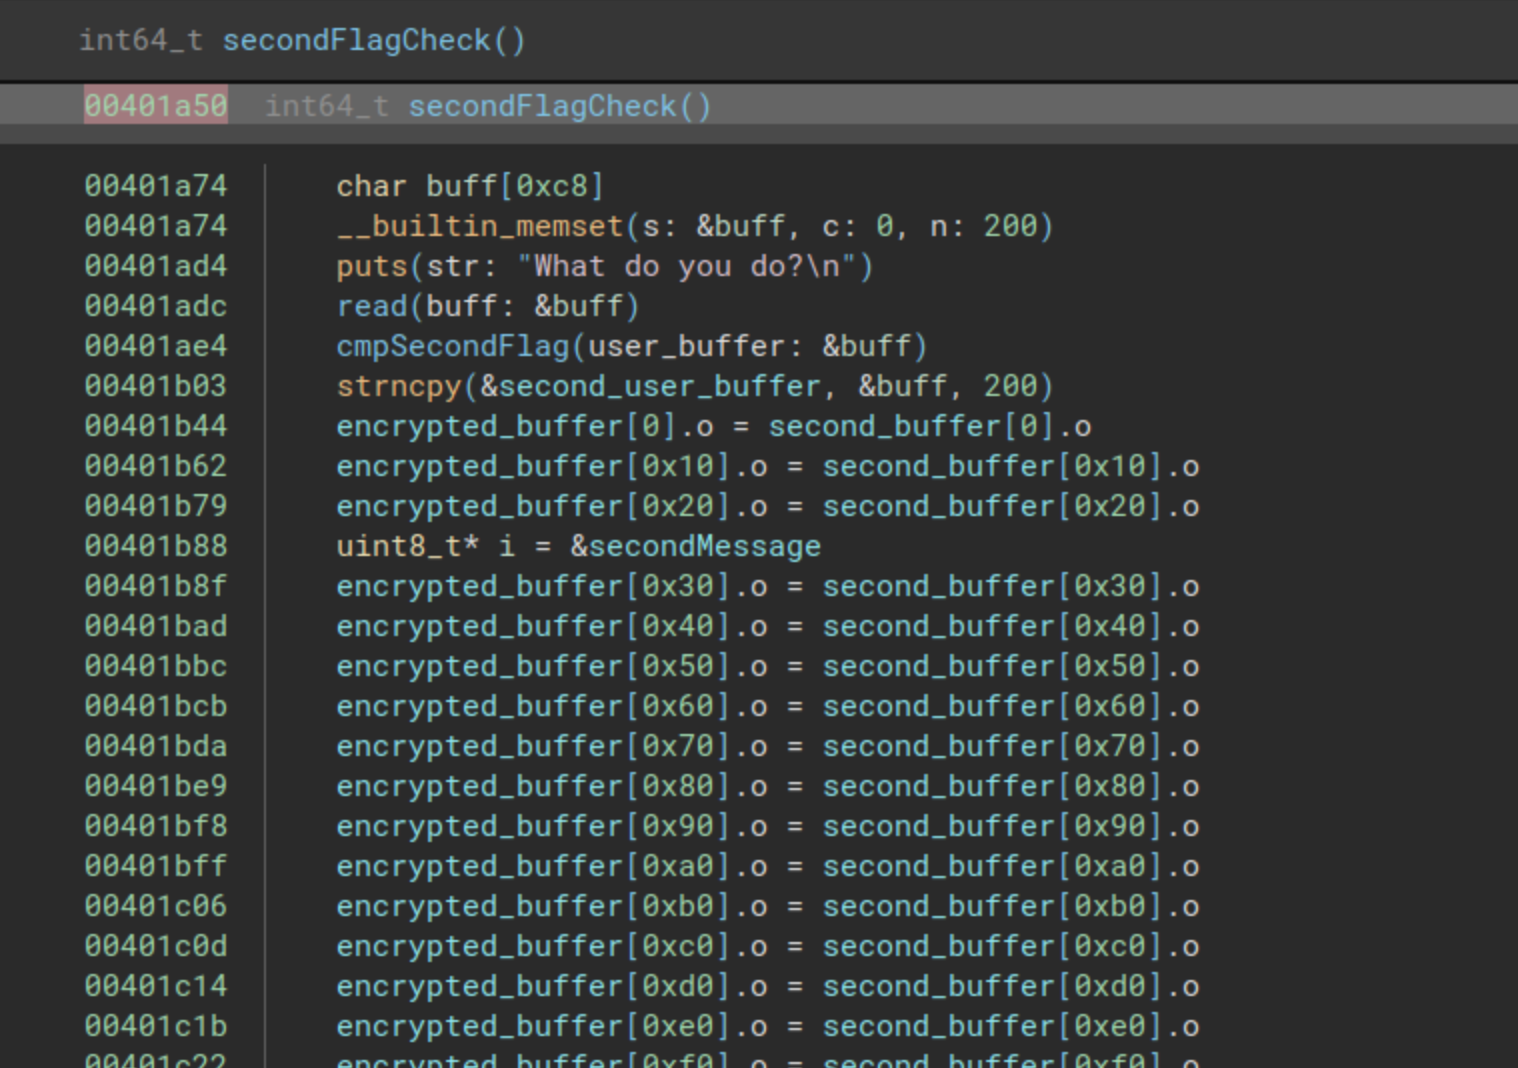 int64_t secondFlagCheck()
00401a50 int64_t secondFlagCheck()
00401a74 char buff[0xc8]
00401a74 __builtin_memset(s: &buff, c: 0, n: 200)
00401ad4 puts(str: "What do you do?\n")
00401adc read(buff: &buff)
00401ae4 cmpSecondFlag(user_buffer: &buff)
00401b03 strncpy(&second_user_buffer, &buff, 200)
00401b44 encrypted_buffer[0].o = second_buffer[0].o
00401b62 encrypted_buffer[0x10].o = second_buffer[0x10].o
00401b79 encrypted_buffer[0x20].o = second_buffer[0x20].o
00401b88 uint8_t* i = &secondMessage
00401b8f encrypted_buffer[0x30].o = second_buffer[0x30].o
00401bad encrypted_buffer[0x40].o = second_buffer[0x40].o
00401bbc encrypted_buffer[0x50].o = second_buffer[0x50].o
00401bcb encrypted_buffer[0x60].o = second_buffer[0x60].o
00401bda encrypted_buffer[0x70].o = second_buffer[0x70].o
00401be9 encrypted_buffer[0x80].o = second_buffer[0x80].o
00401bf8 encrypted_buffer[0x90].o = second_buffer[0x90].o
00401bff encrypted_buffer[0xa0].o = second_buffer[0xa0].o
00401c06 encrypted_buffer[0xb0].o = second_buffer[0xb0].o
00401c0d encrypted_buffer[0xc0].o = second_buffer[0xc0].o
00401c14 encrypted_buffer[0xd0].o = second_buffer[0xd0].o
00401c1b encrypted_buffer[0xe0].o = second_buffer[0xe0].o
00401c22 encrypted_buffer[0xf0].o = second_buffer[0xf0].o